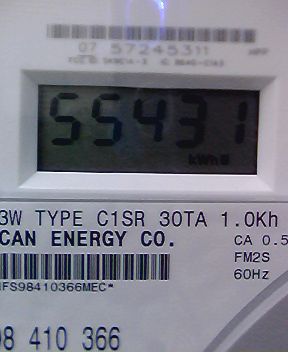 07 57245311
55431
kWh
3W TYPE C1SR 30TA 1.0Kh
CAN ENERGY CO.
CA 0.5
FM2S
60Hz
98 410 366